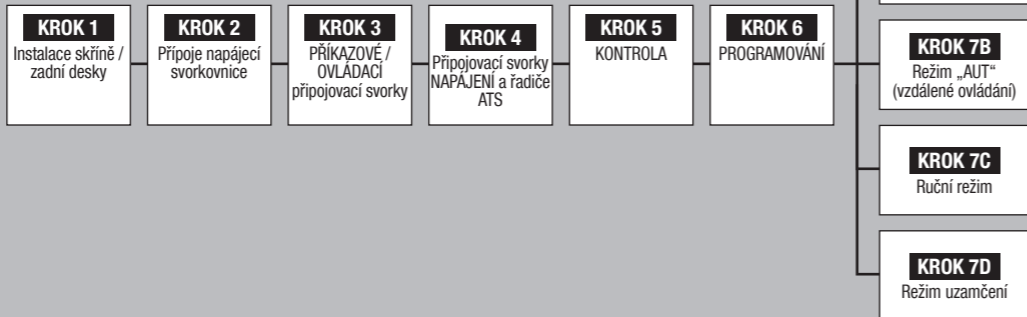 KROK 1
Instalace skříně /
zadní desky
KROK 2
Přípoje napájecí
svorkovnice
KROK 3
PŘÍKAZOVÉ /
OVLÁDACÍ
připojovací svorky
KROK 4
Připojovací svorky
NAPÁJENÍ a řadiče
ATS
KROK 5
KONTROLA
KROK 6
PROGRAMOVÁNÍ
KROK 7B
Režim „AUT“
(vzdálené ovládání)
KROK 7C
Ruční režim
KROK 7D
Režim uzamčení